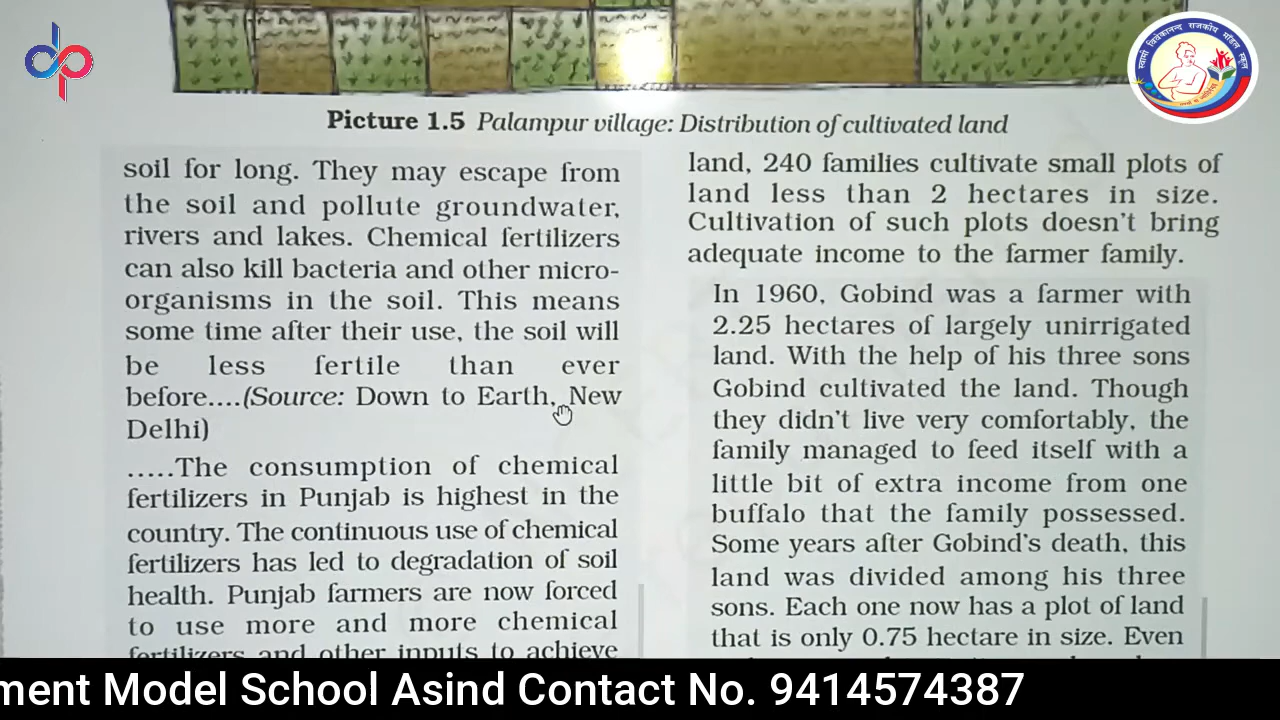 dp
स्वामी विवेकानन्द राजकीय मॉडल स्कूल
Picture 1.5 Palampur village: Distribution of cultivated land
soil for long. They may escape from
the soil and pollute groundwater,
rivers and lakes. Chemical fertilizers
can also kill bacteria and other micro-
organisms in the soil. This means
some time after their use, the soil will
be less fertile than ever
before....(Source: Down to Earth, New
Delhi)
.....The consumption of chemical
fertilizers in Punjab is highest in the
country. The continuous use of chemical
fertilizers has led to degradation of soil
health. Punjab farmers are now forced
to use more and more chemical
fertilizers and other inputs to achieve
land, 240 families cultivate small plots of
land less than 2 hectares in size.
Cultivation of such plots doesn't bring
adequate income to the farmer family.
In 1960, Gobind was a farmer with
2.25 hectares of largely unirrigated
land. With the help of his three sons
Gobind cultivated the land. Though
they didn't live very comfortably, the
family managed to feed itself with a
little bit of extra income from one
buffalo that the family possessed.
Some years after Gobind's death, this
land was divided among his three
sons. Each one now has a plot of land
that is only 0.75 hectare in size. Even
ment Model School Asind Contact No. 9414574387